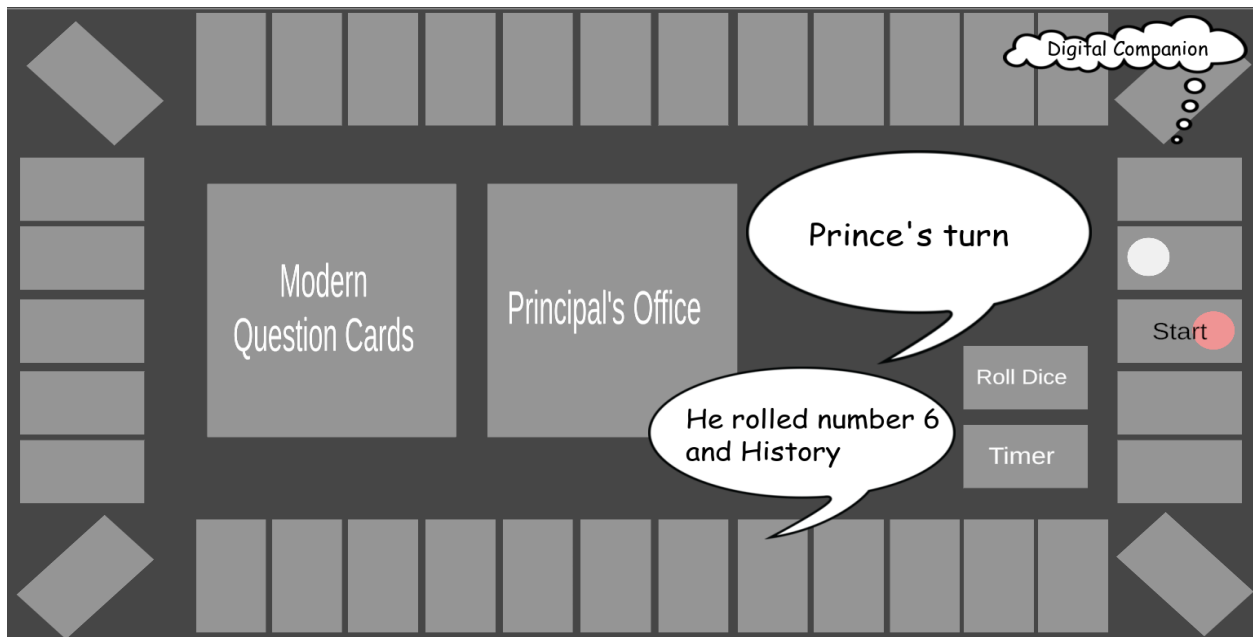 Digital Companion
Prince's turn
Modern
Question Cards
Principal's Office
Start
Roll Dice
He rolled number 6
and History
Timer